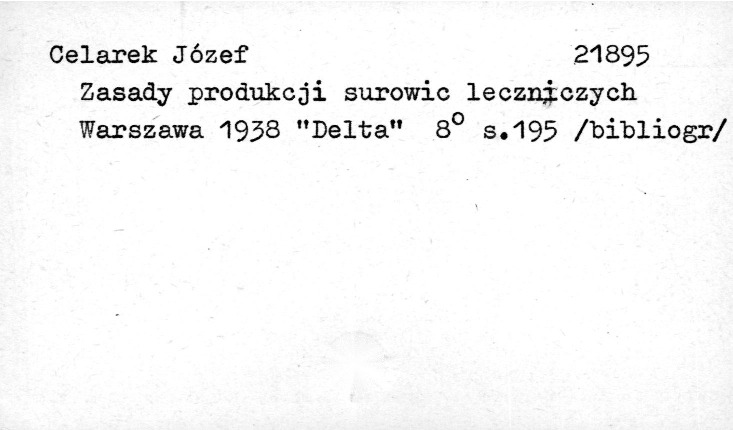 Celarek Józef 21895
Zasady produkcji surowic leczniczych
Warszawa 1938 "Delta" 8° s.195 /bibliogr/